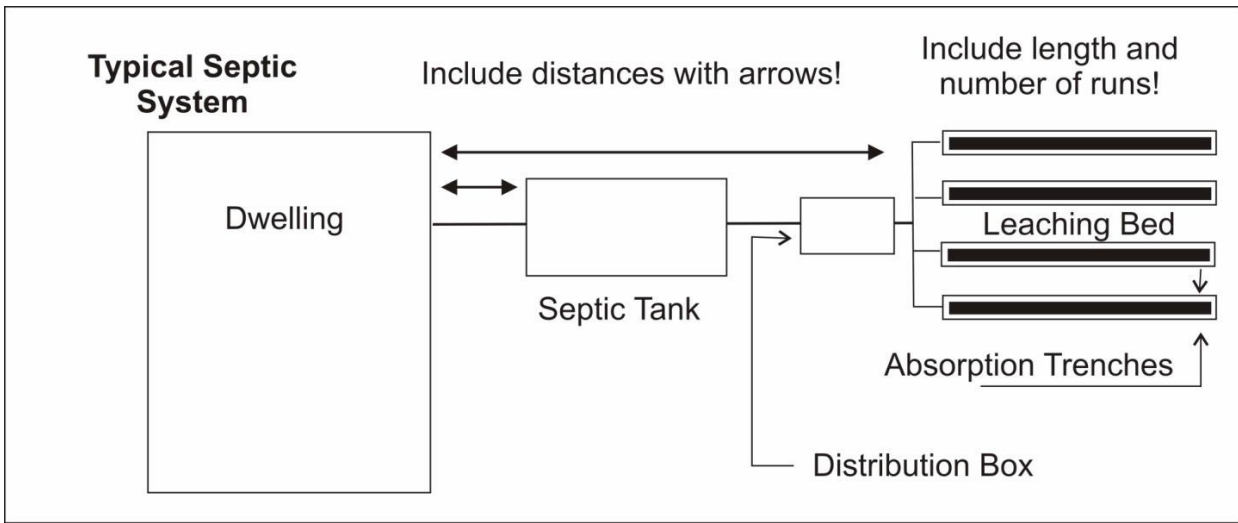 Typical Septic
System
Include distances with arrows!
Include length and
number of runs!
Dwelling
Septic Tank
Leaching Bed
Absorption Trenches
Distribution Box